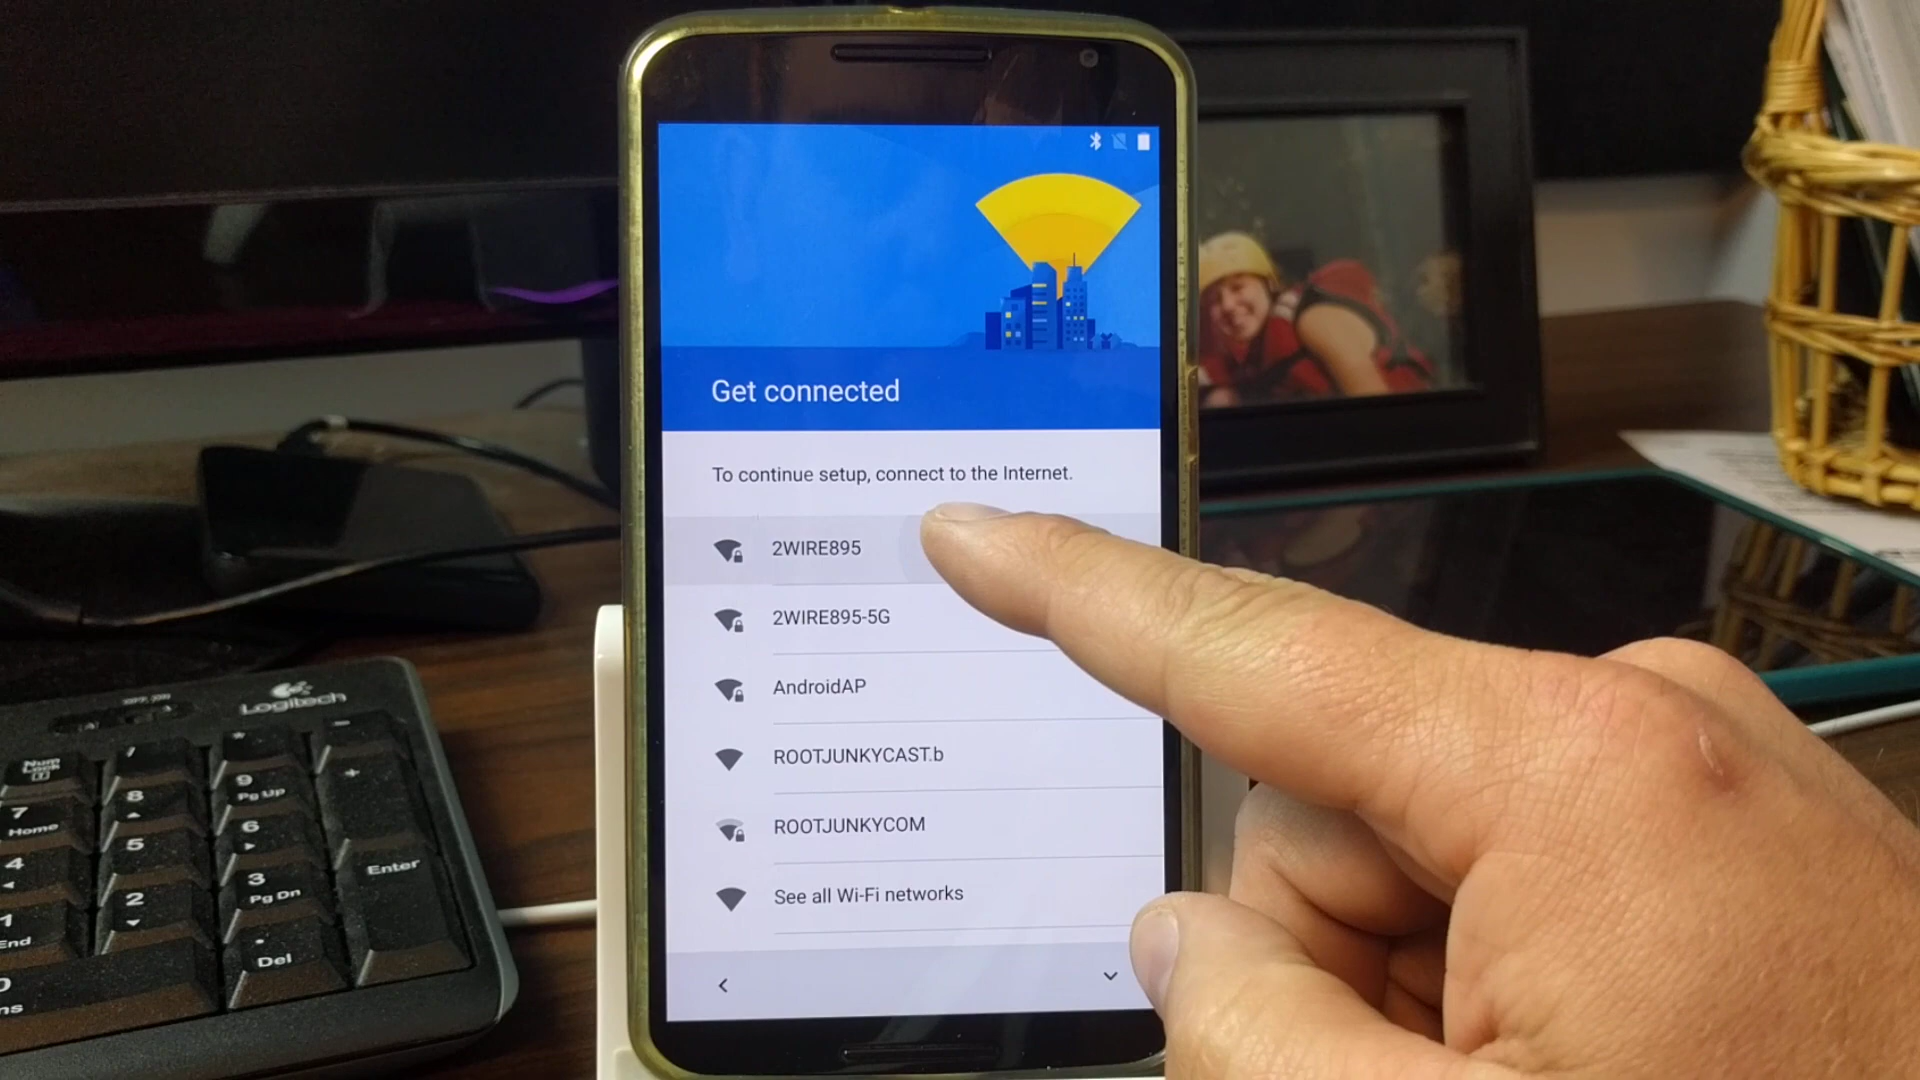 Get connected
To continue setup, connect to the Internet.
2WIRE895
2WIRE895-5G
AndroidAP
ROOTJUNKYCAST.b
ROOTJUNKYCOM
See all Wi-Fi networks
Logitech
Num Lock
/
*
-
7 Home
8
9 Pg Up
+
4
5
6
1 End
2
3 Pg Dn
Enter
0
. Del